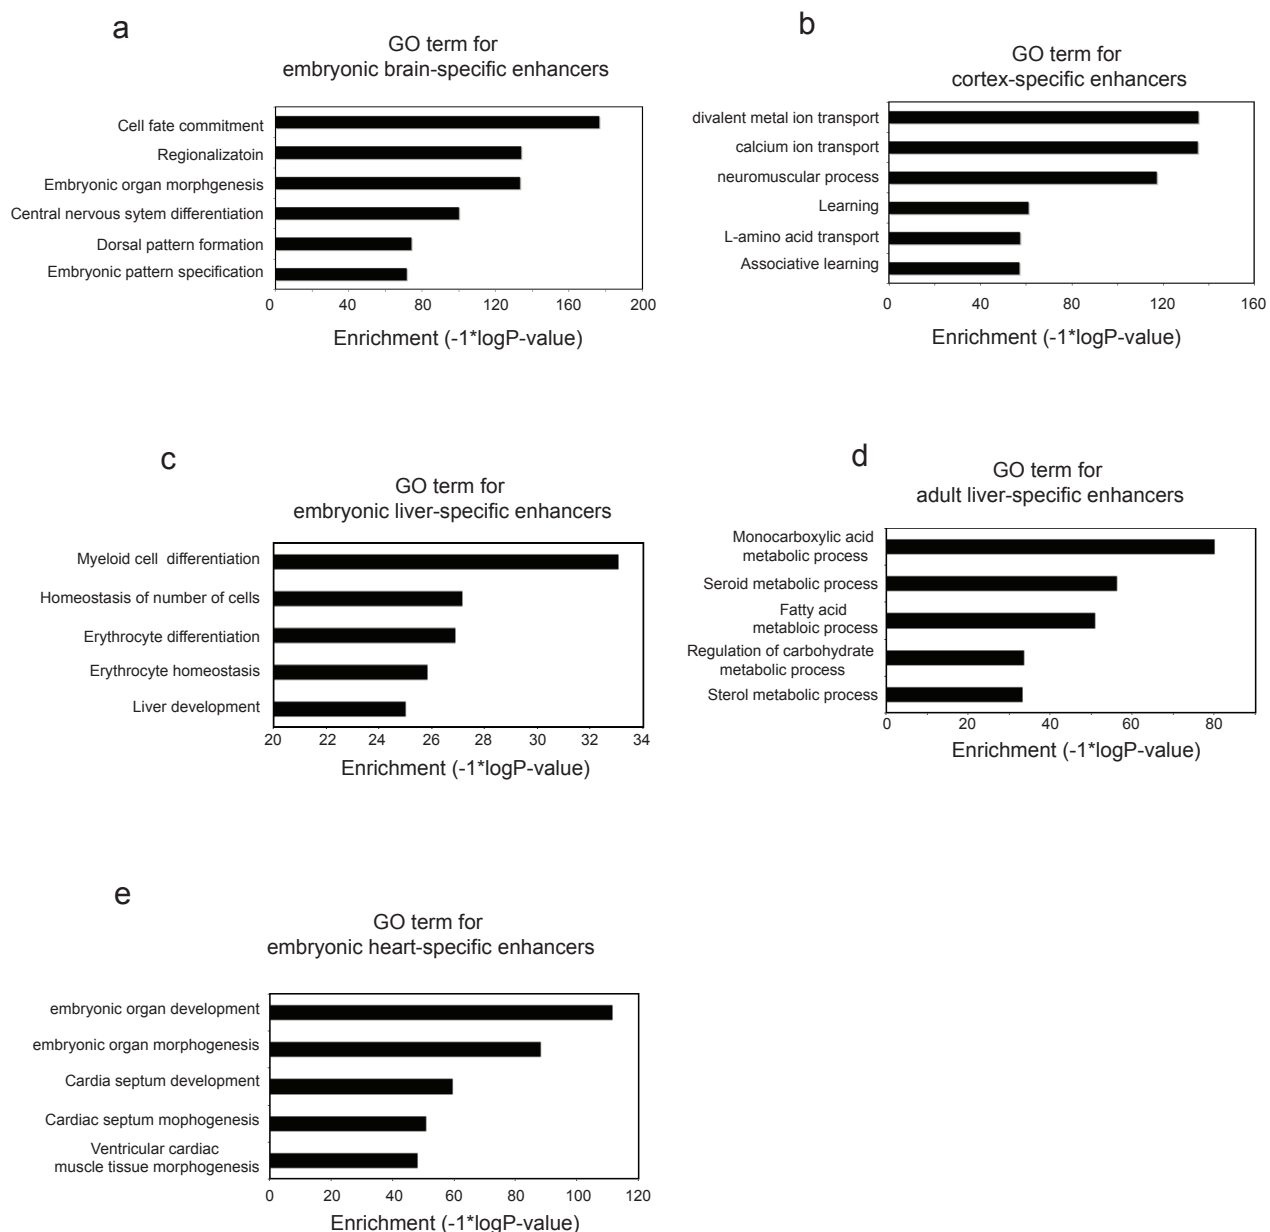 a
GO term for
embryonic brain-specific enhancers
Cell fate commitment
Regionalizatoin
Embryonic organ morphgenesis
Central nervous sytem differentiation
Dorsal pattern formation
Embryonic pattern specification
0 40 80 120 160 200
Enrichment (-1*logP-value)
b
GO term for
cortex-specific enhancers
divalent metal ion transport
calcium ion transport
neuromuscular process
Learning
L-amino acid transport
Associative learning
0 40 80 120 160
Enrichment (-1*logP-value)
c
GO term for
embryonic liver-specific enhancers
Myeloid cell differentiation
Homeostasis of number of cells
Erythrocyte differentiation
Erythrocyte homeostasis
Liver development
20 22 24 26 28 30 32 34
Enrichment (-1*logP-value)
d
GO term for
adult liver-specific enhancers
Monocarboxylic acid
metabolic process
Seroid metabolic process
Fatty acid
metabloic process
Regulation of carbohydrate
metabolic process
Sterol metabolic process
0 20 40 60 80
Enrichment (-1*logP-value)
e
GO term for
embryonic heart-specific enhancers
embryonic organ development
embryonic organ morphogenesis
Cardia septum development
Cardiac septum mophogenesis
Ventricular cardiac
muscle tissue morphogenesis
0 20 40 60 80 100 120
Enrichment (-1*logP-value)